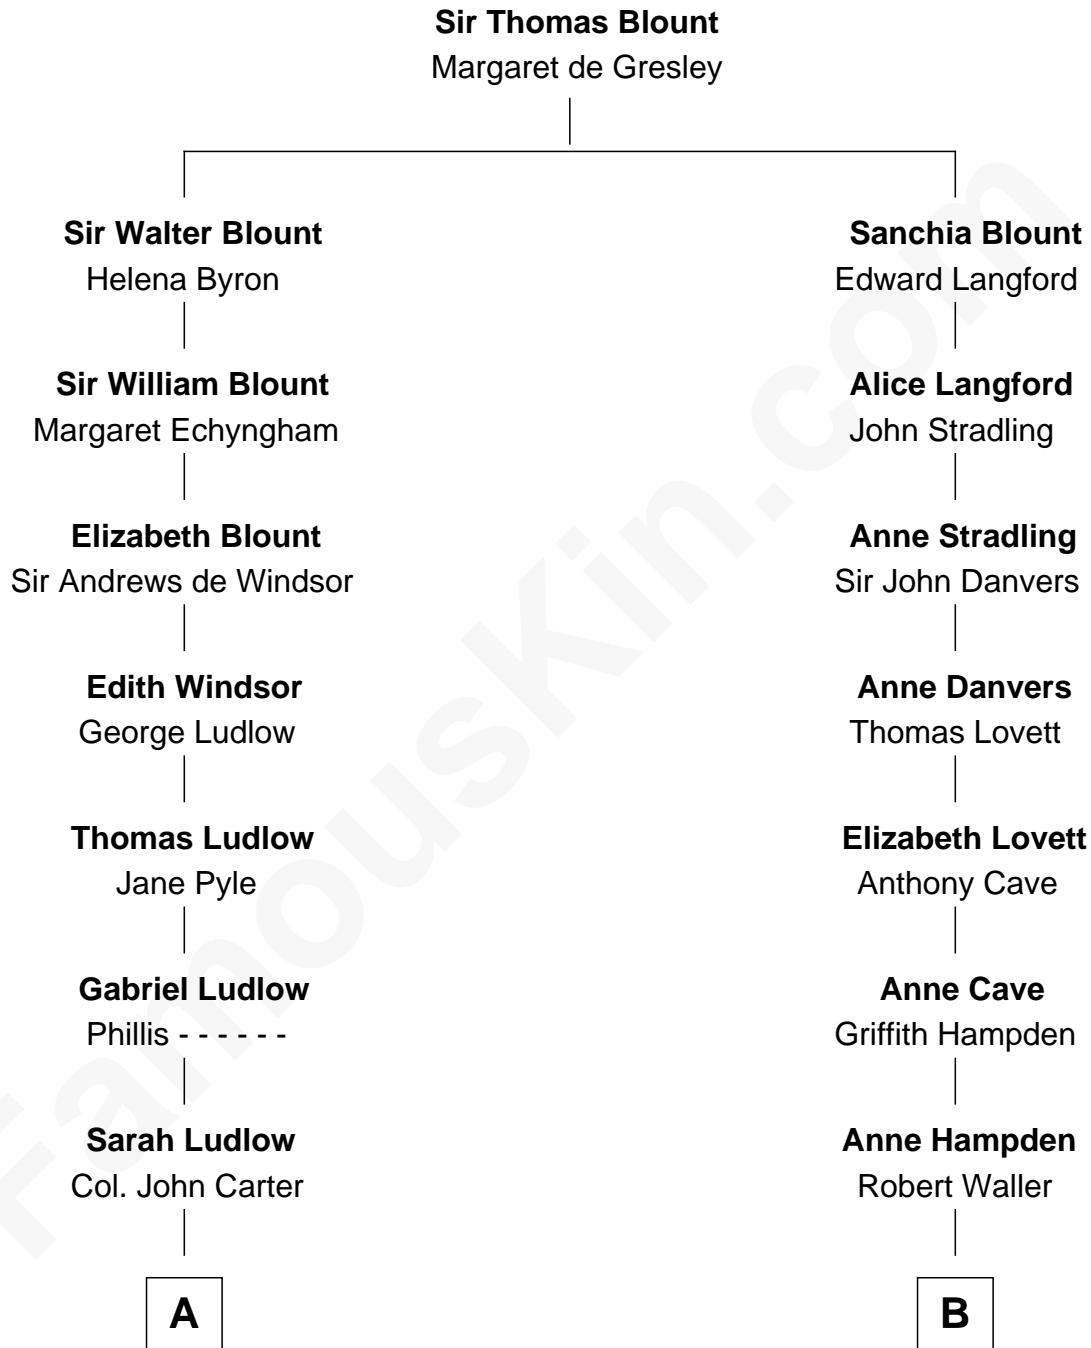 Sir Thomas Blount
Margaret de Gresley
Sir Walter Blount
Helena Byron
Sanchia Blount
Edward Langford
Sir William Blount
Margaret Echyngham
Alice Langford
John Stradling
Elizabeth Blount
Sir Andrews de Windsor
Anne Stradling
Sir John Danvers
Edith Windsor
George Ludlow
Anne Danvers
Thomas Lovett
Thomas Ludlow
Jane Pyle
Elizabeth Lovett
Anthony Cave
Gabriel Ludlow
Phillis - - - - - -
Anne Cave
Griffith Hampden
Sarah Ludlow
Col. John Carter
Anne Hampden
Robert Waller
A
B
FamousKin.com